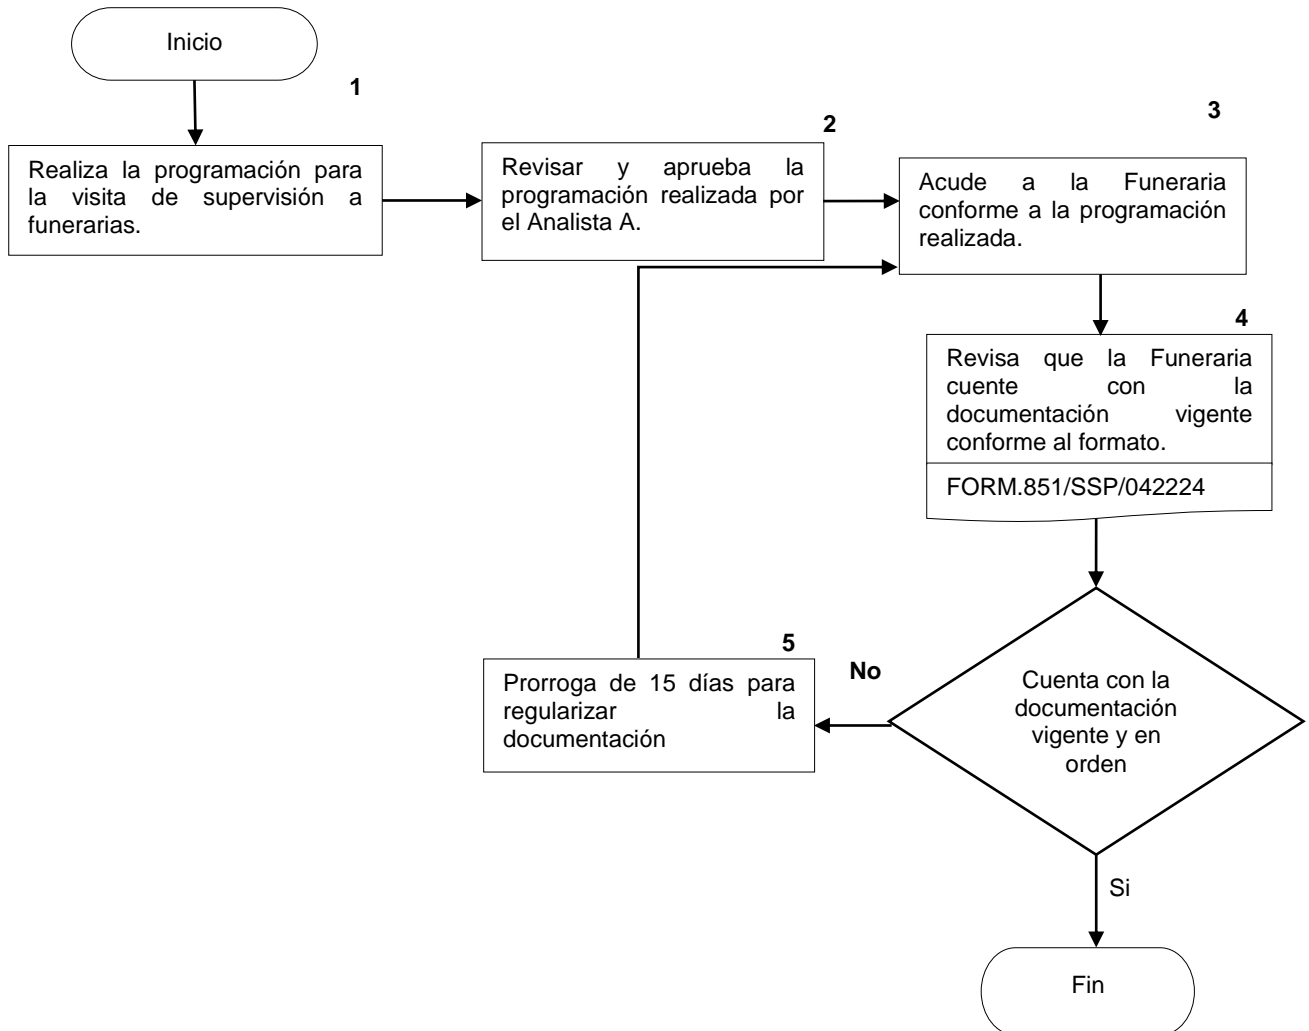 Inicio
1
Realiza la programación para
la visita de supervisión a
funerarias.
2
Revisar y aprueba la
programación realizada por
el Analista A.
3
Acude a la Funeraria
conforme a la programación
realizada.
4
Revisa que la Funeraria
cuente con la
documentación vigente
conforme al formato.
FORM.851/SSP/042224
Cuenta con la
documentación
vigente y en
orden
No
5
Prorroga de 15 días para
regularizar la
documentación
Si
Fin